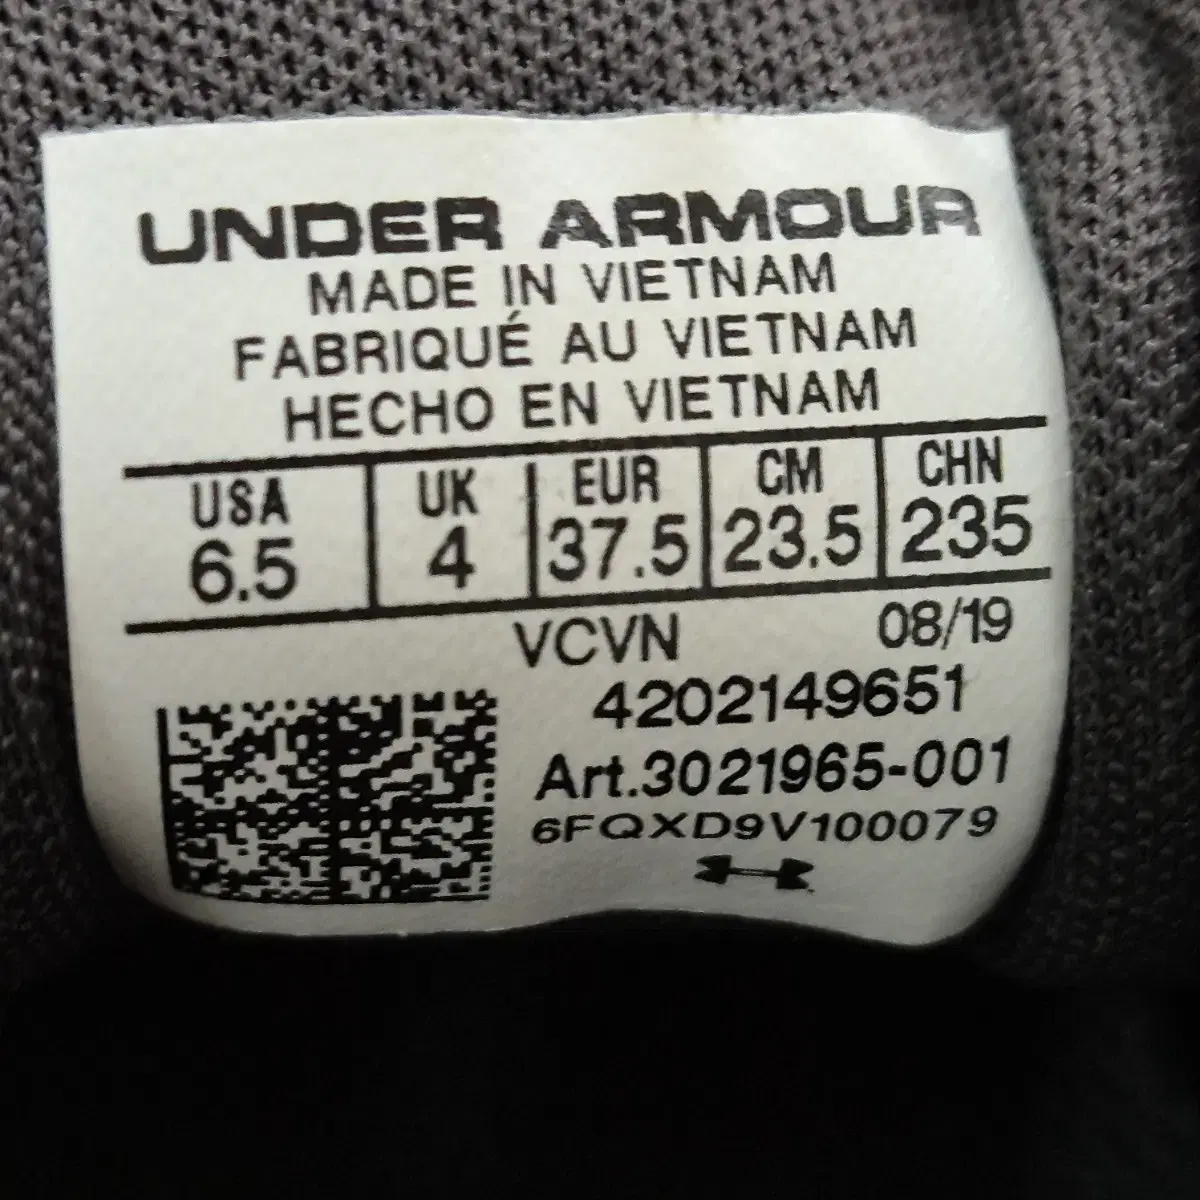 UNDER ARMOUR
MADE IN VIETNAM
FABRIQUÉ AU VIETNAM
HECHO EN VIETNAM
USA UK EUR CM CHN
6.5 4 37.5 23.5 235
VCVN 08/19
4202149651
Art.3021965-001
6FQXD9V100079